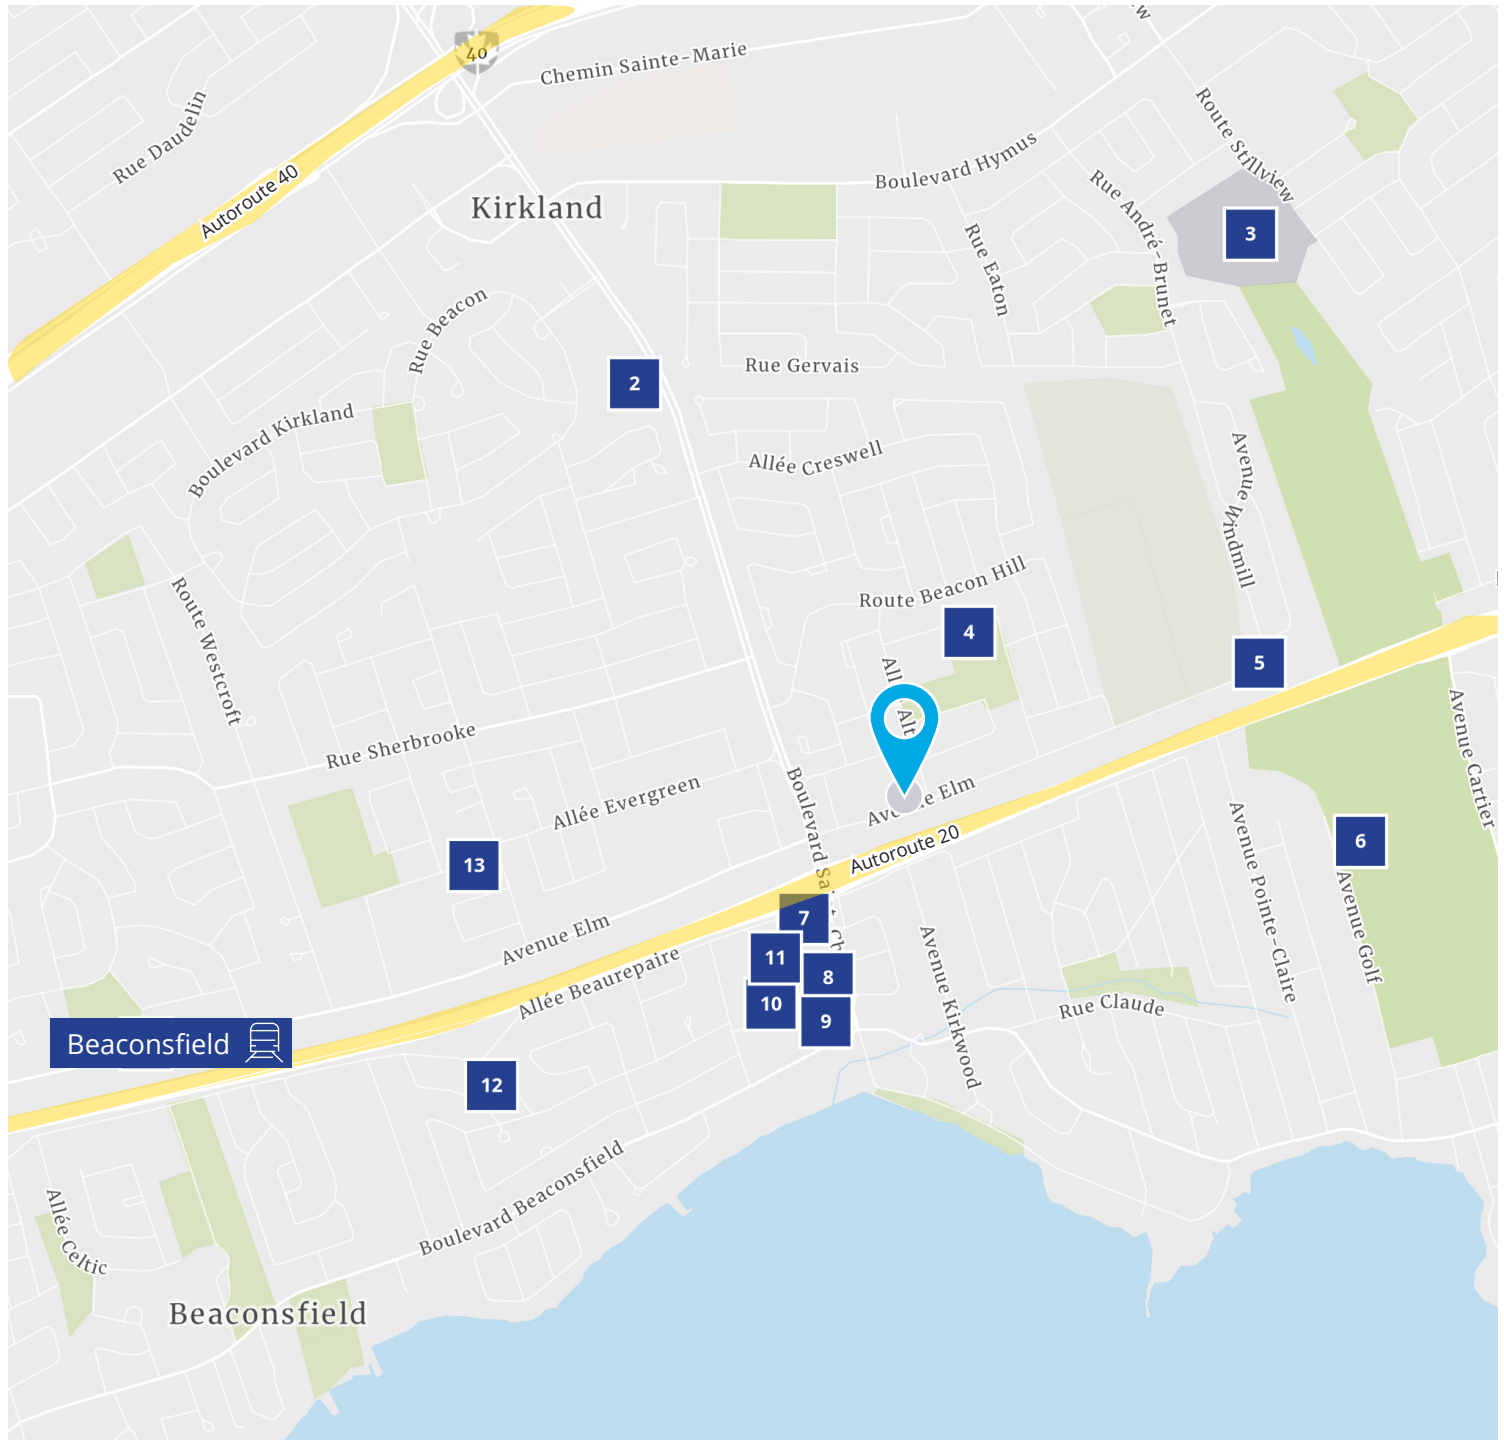 40
Chemin Sainte-Marie
Rue Daudelin
Route Stillview
Autoroute 40
Boulevard Hymus
Kirkland
Rue André-Brunet
3
Rue Eaton
Rue Beacon
Rue Gervais
2
Boulevard Kirkland
Allée Creswell
Avenue Windmill
Route Beacon Hill
Route Westcroft
4
5
Rue Sherbrooke
Avenue Cartier
Allée Evergreen
Boulevard
Elm
Autoroute 20
6
13
Avenue Pointe-Claire
Avenue Golf
7
Avenue Elm
Allée Beaurepaire
11
8
10
9
Avenue Kirkwood
Rue Claude
Beaconsfield
12
Boulevard Beaconsfield
Allée Celtic
Beaconsfield